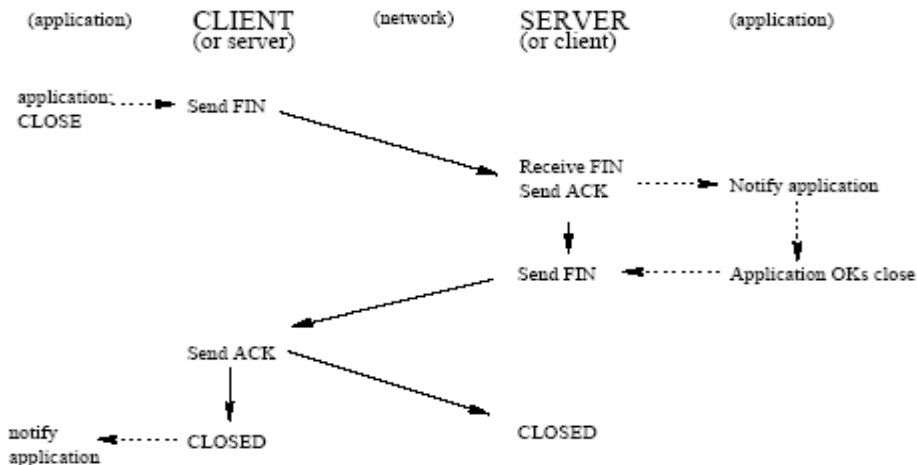 (application) CLIENT (network) SERVER (application)
(or server) (or client)
application:
CLOSE
Send FIN
Receive FIN
Send ACK
Notify application
Send FIN
Application OKs close
Send ACK
notify
application
CLOSED
CLOSED